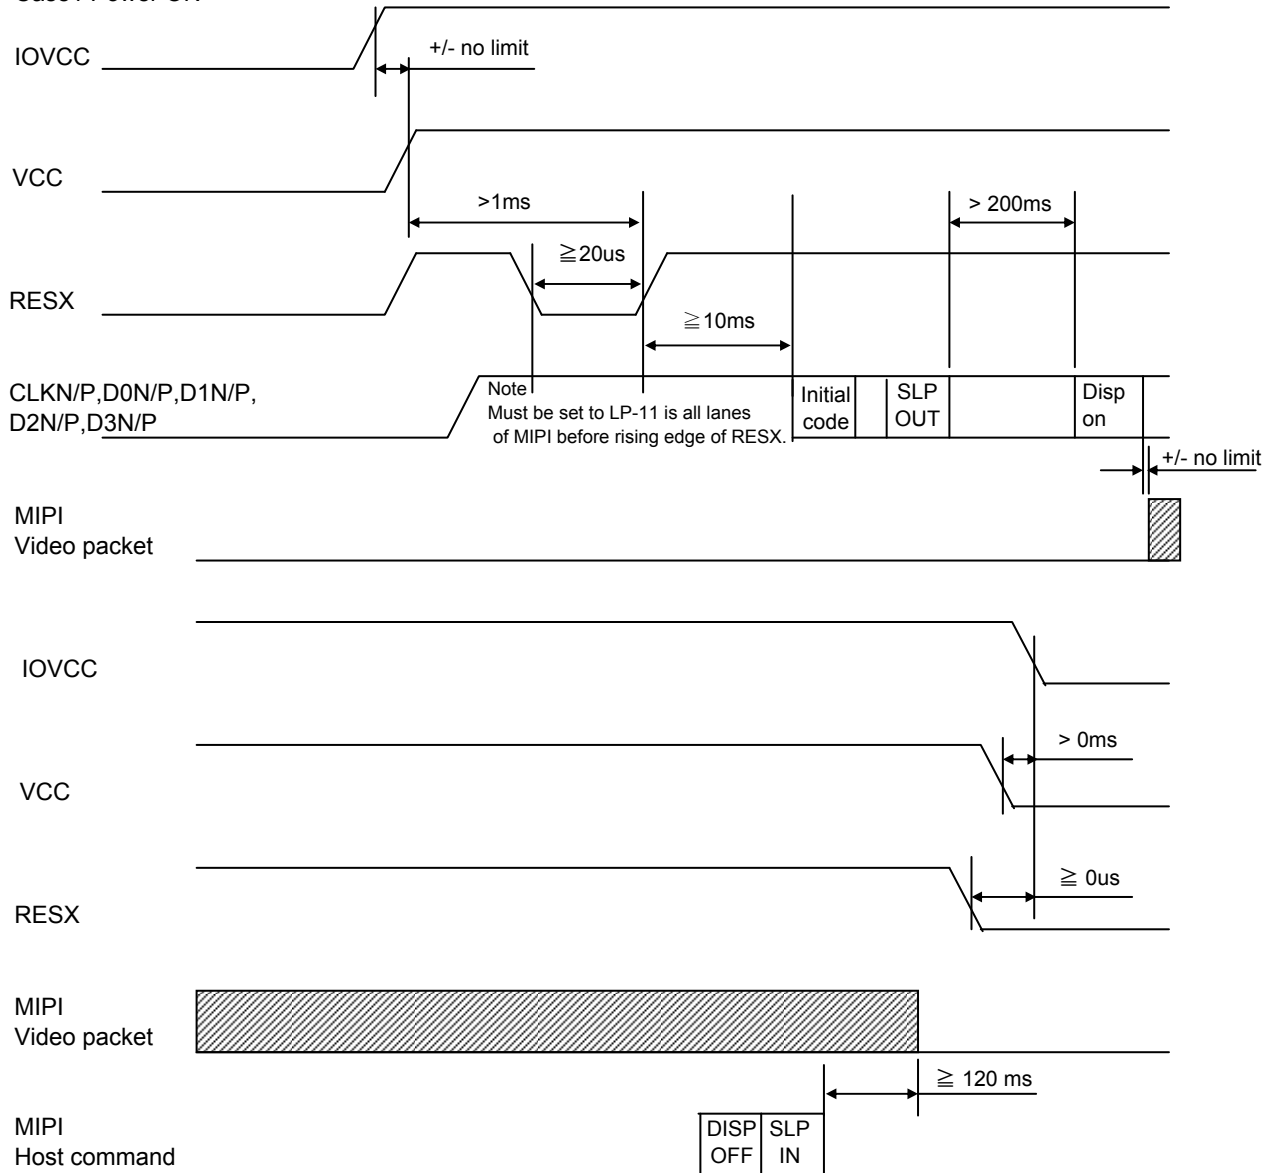 IOVCC
+/- no limit
VCC
>1ms
> 200ms
≧20us
RESX
≧10ms
CLKN/P,D0N/P,D1N/P,
D2N/P,D3N/P
Note
Must be set to LP-11 is all lanes
of MIPI before rising edge of RESX.
Initial
code
SLP
OUT
Disp
on
+/- no limit
MIPI
Video packet
IOVCC
> 0ms
VCC
≧ 0us
RESX
MIPI
Video packet
≧ 120 ms
MIPI
Host command
DISP
OFF
SLP
IN